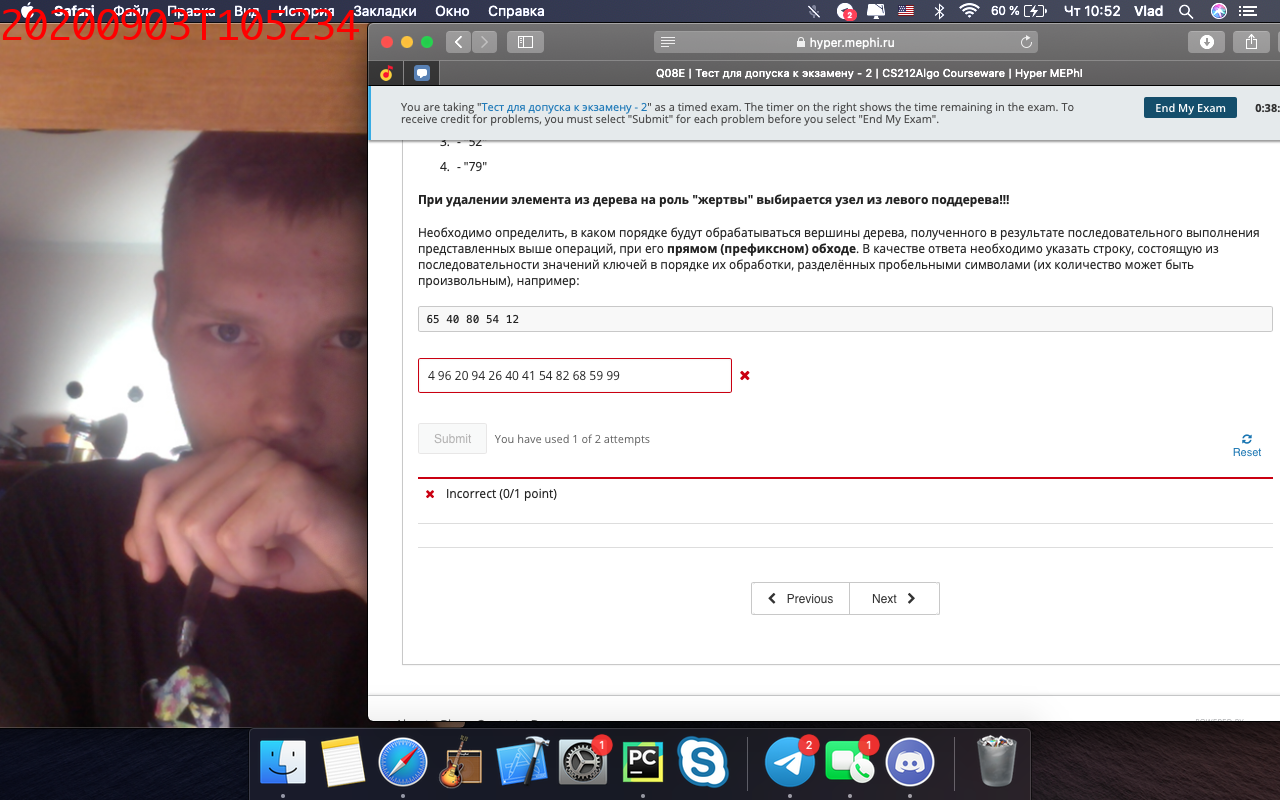 20200903T105234
Safari Файл Правка Вид История Закладки Окно Справка
2
60 %
Чт 10:52 Vlad
hyper.mephi.ru
Q08E | Тест для допуска к экзамену - 2 | CS212Algo Courseware | Hyper MEPhI
You are taking "Тест для допуска к экзамену - 2" as a timed exam. The timer on the right shows the time remaining in the exam. To
receive credit for problems, you must select "Submit" for each problem before you select "End My Exam".
End My Exam
0:38:
3. - "52"
4. - "79"
При удалении элемента из дерева на роль "жертвы" выбирается узел из левого поддерева!!!
Необходимо определить, в каком порядке будут обрабатываться вершины дерева, полученного в результате последовательного выполнения
представленных выше операций, при его прямом (префиксном) обходе. В качестве ответа необходимо указать строку, состоящую из
последовательности значений ключей в порядке их обработки, разделённых пробельными символами (их количество может быть
произвольным), например:
65 40 80 54 12
4 96 20 94 26 40 41 54 82 68 59 99
Submit
You have used 1 of 2 attempts
Reset
Incorrect (0/1 point)
Previous
Next
1
PC
2
1